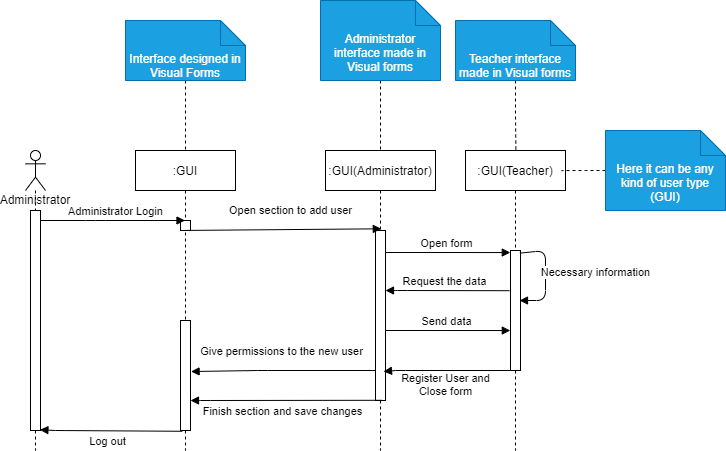 Interface designed in
Visual Forms
Administrator
interface made in
Visual forms
Teacher interface
made in Visual forms
:GUI
:GUI(Administrator)
:GUI(Teacher)
Here it can be any
kind of user type
(GUI)
Administrator
Administrator Login
Open section to add user
Open form
Necessary information
Request the data
Send data
Give permissions to the new user
Register User and
Close form
Finish section and save changes
Log out